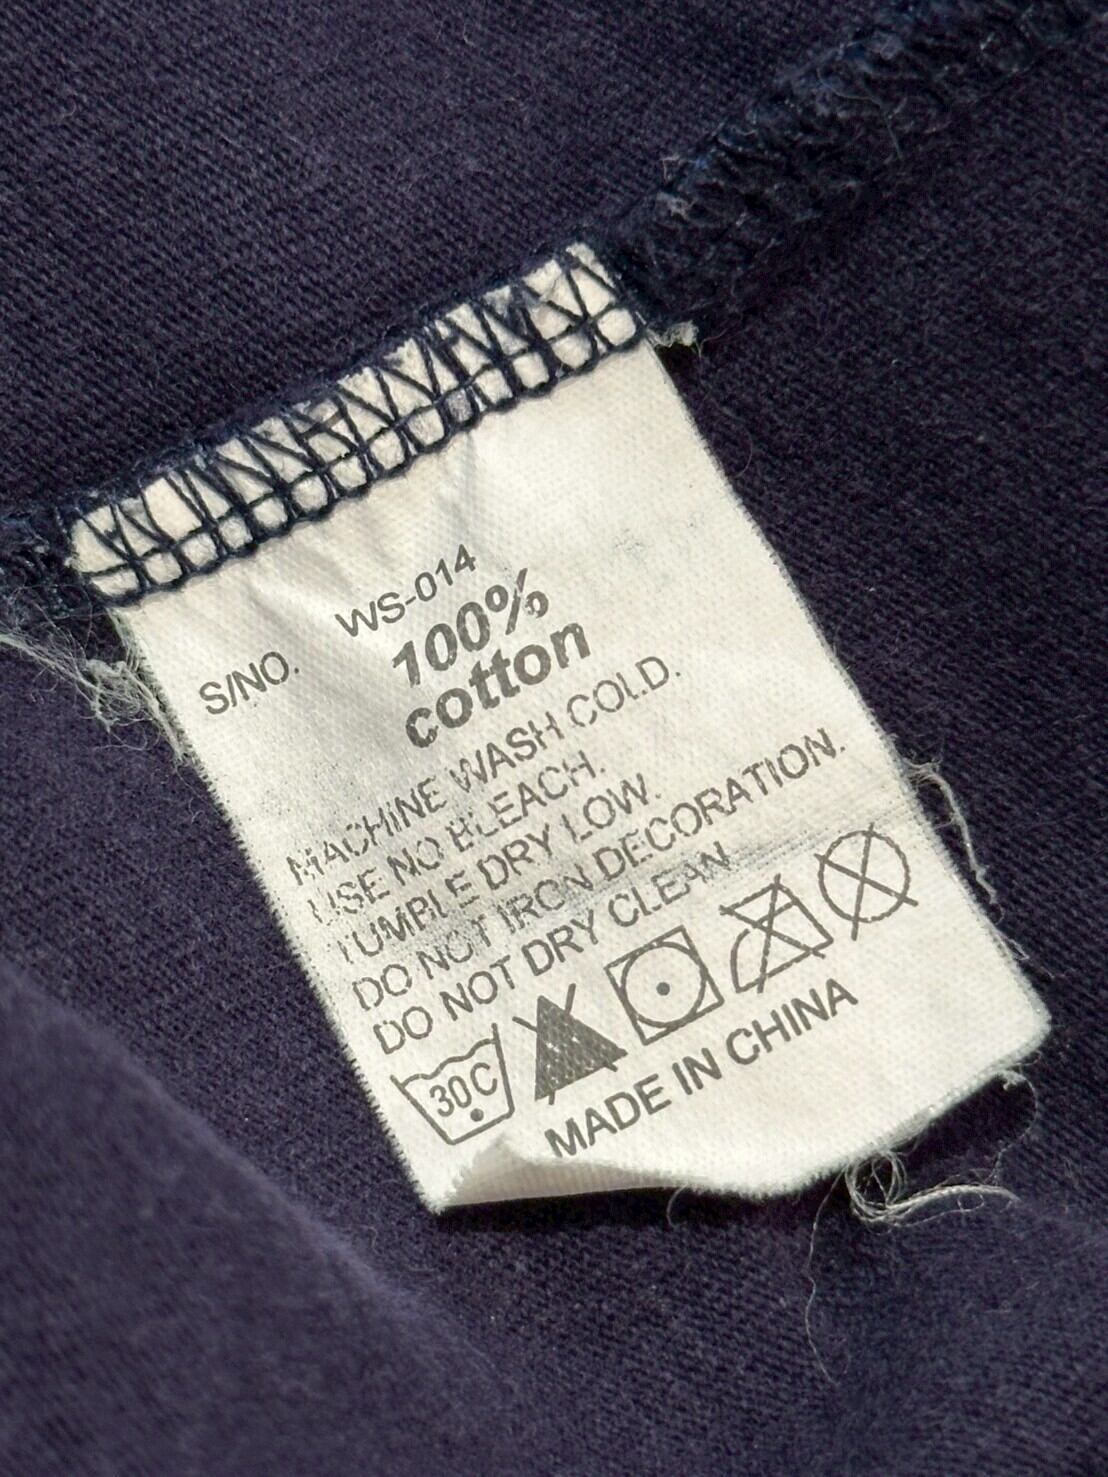 S/NO. WS-014
100%
cotton
MACHINE WASH COLD.
USE NO BLEACH.
TUMBLE DRY LOW.
DO NOT IRON DECORATION.
DO NOT DRY CLEAN
30C
MADE IN CHINA